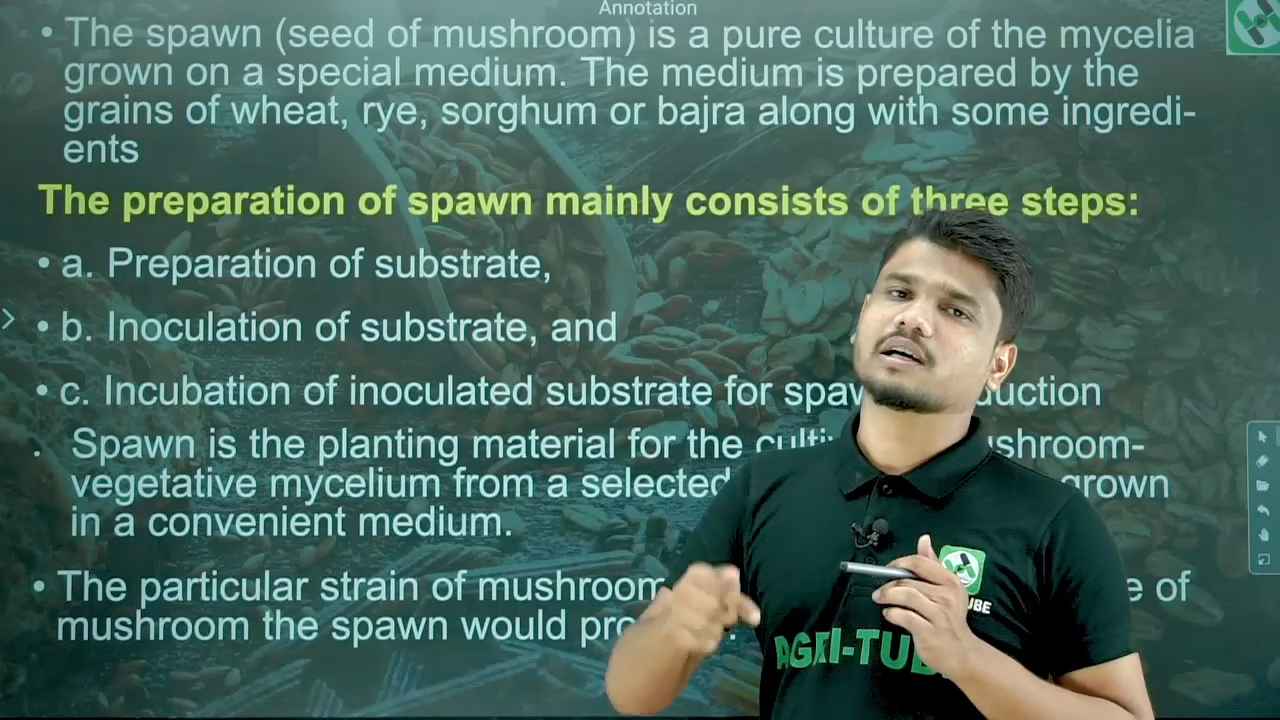 Annotation
• The spawn (seed of mushroom) is a pure culture of the mycelia
grown on a special medium. The medium is prepared by the
grains of wheat, rye, sorghum or bajra along with some ingredi-
ents
The preparation of spawn mainly consists of three steps:
• a. Preparation of substrate,
• b. Inoculation of substrate, and
• c. Incubation of inoculated substrate for
. Spawn is the planting material for the
vegetative mycelium from a selected grown
in a convenient medium.
• The particular strain of mushroom of
mushroom the spawn would
AGRI-TUBE